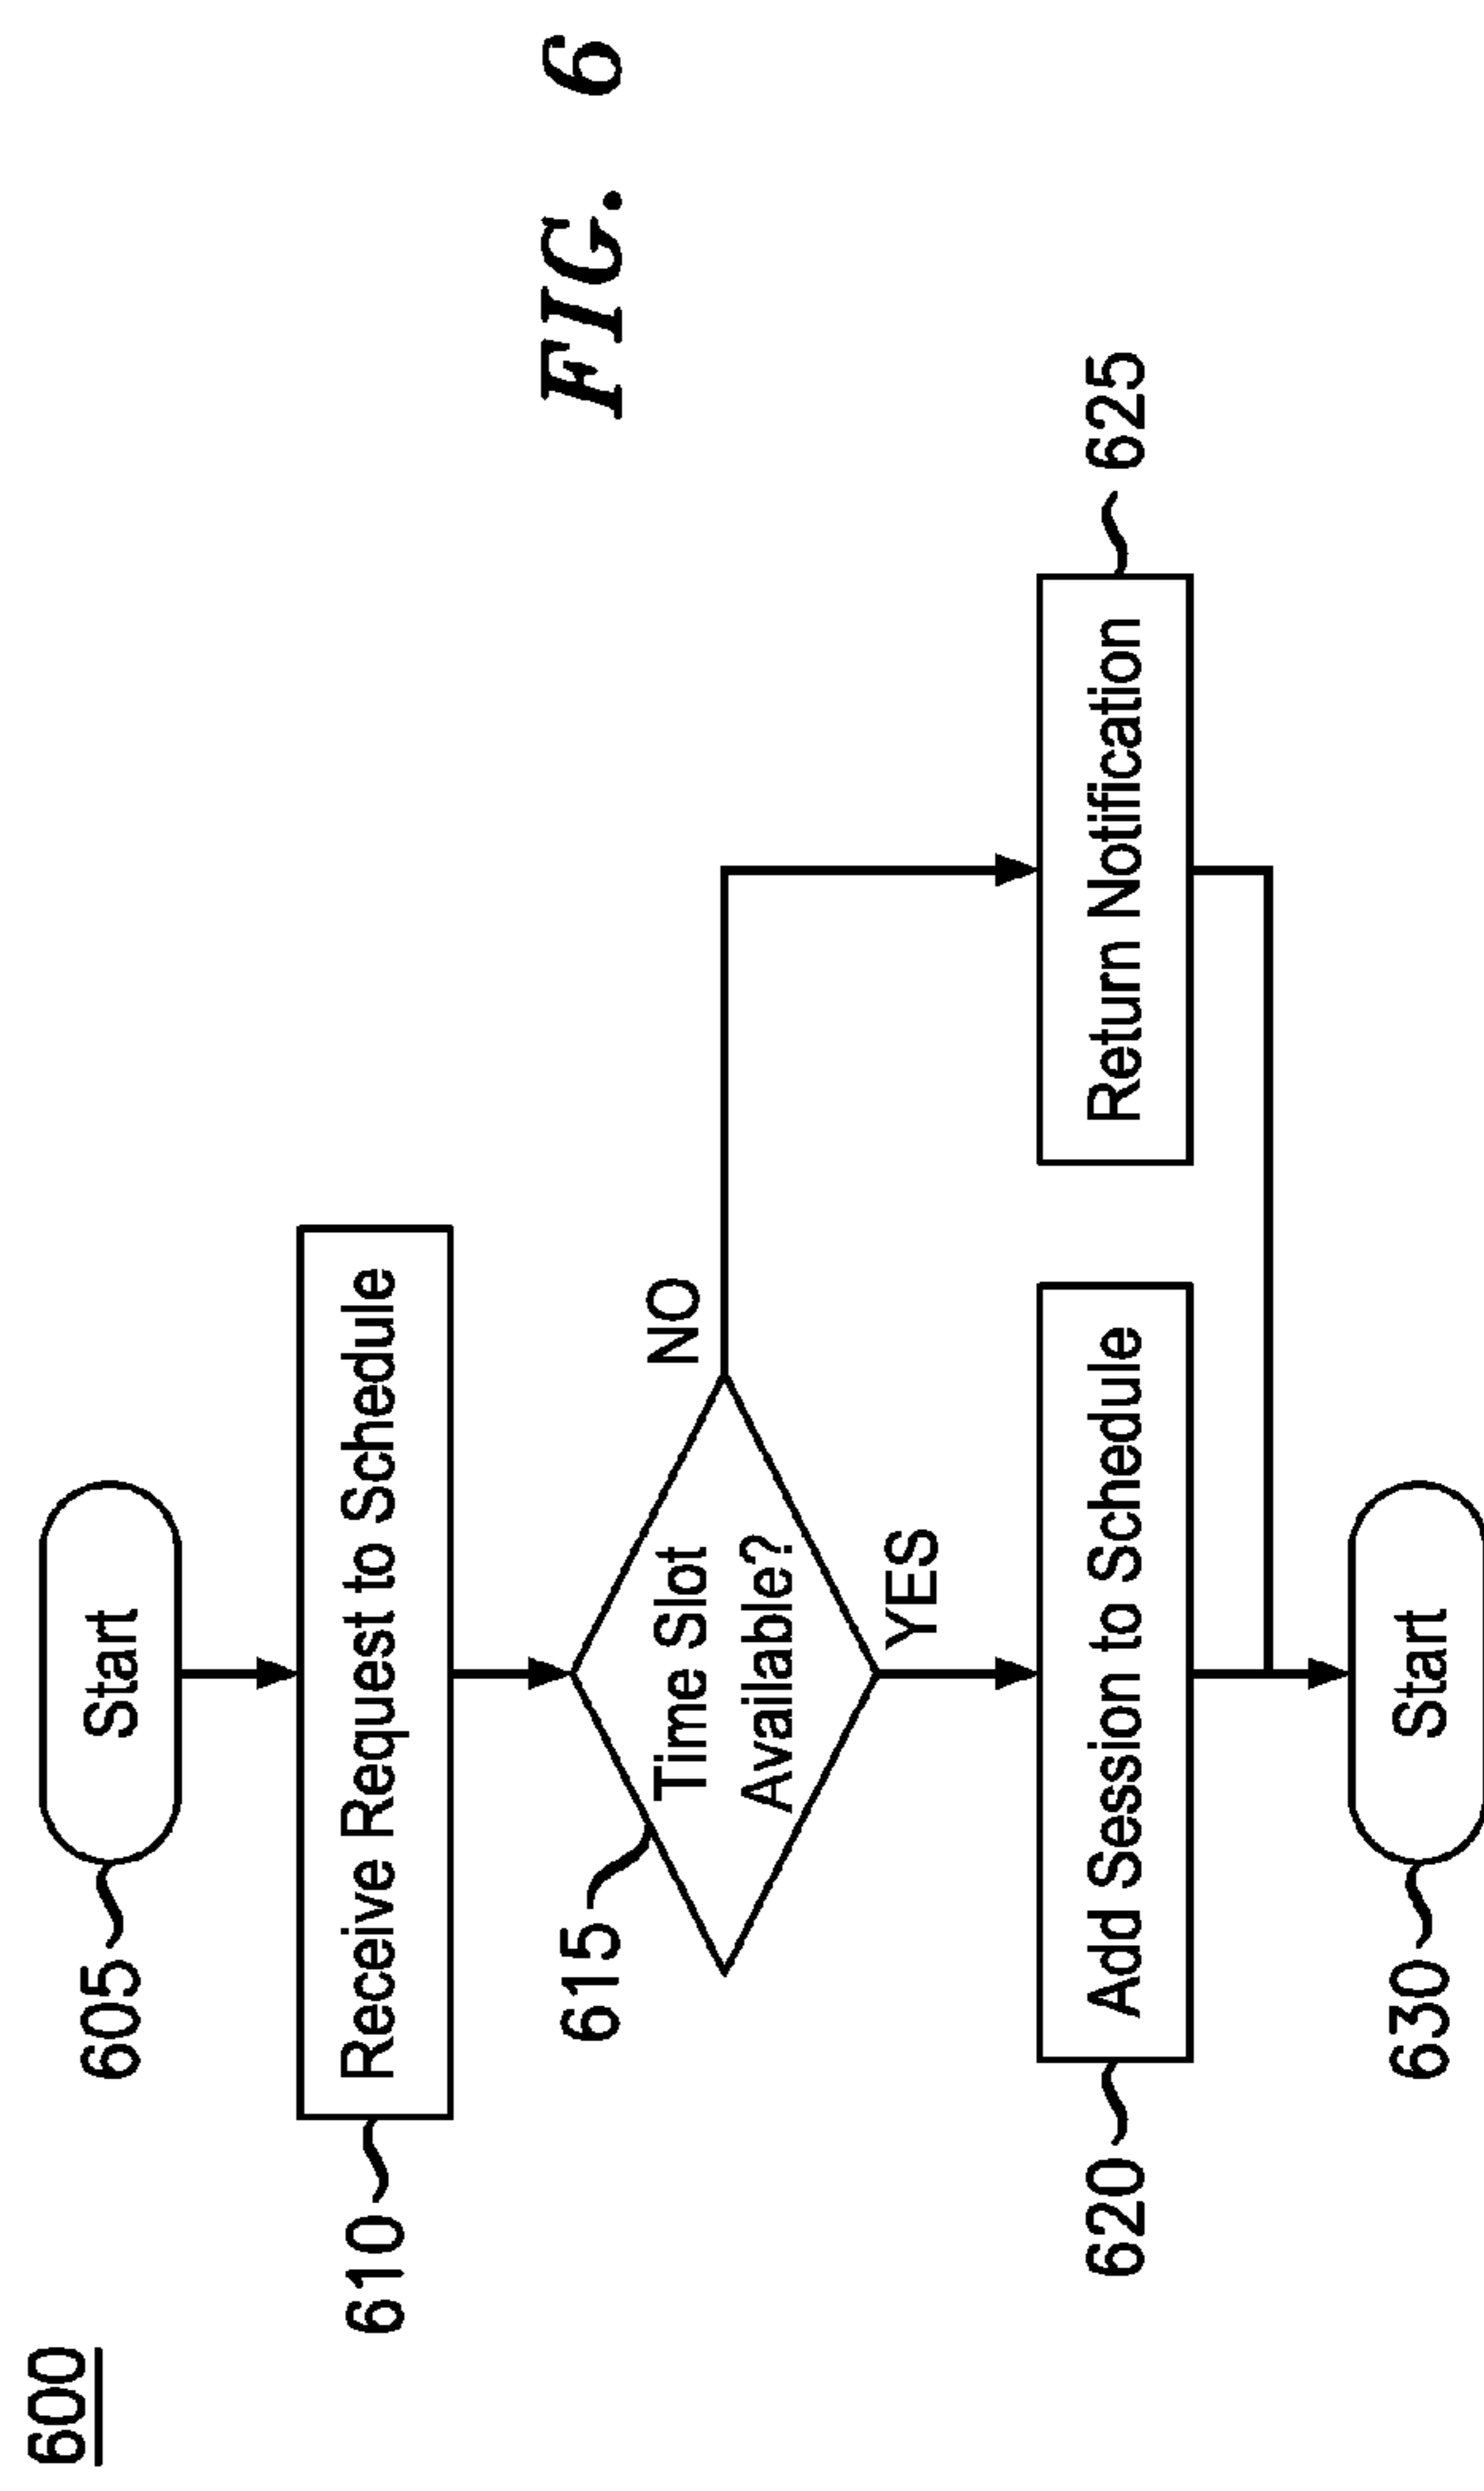 600
605
Start
610
Receive Request to Schedule
FIG. 6
615
Time Slot
Available?
NO
YES
620
Add Session to Schedule
Return Notification
625
630
Start